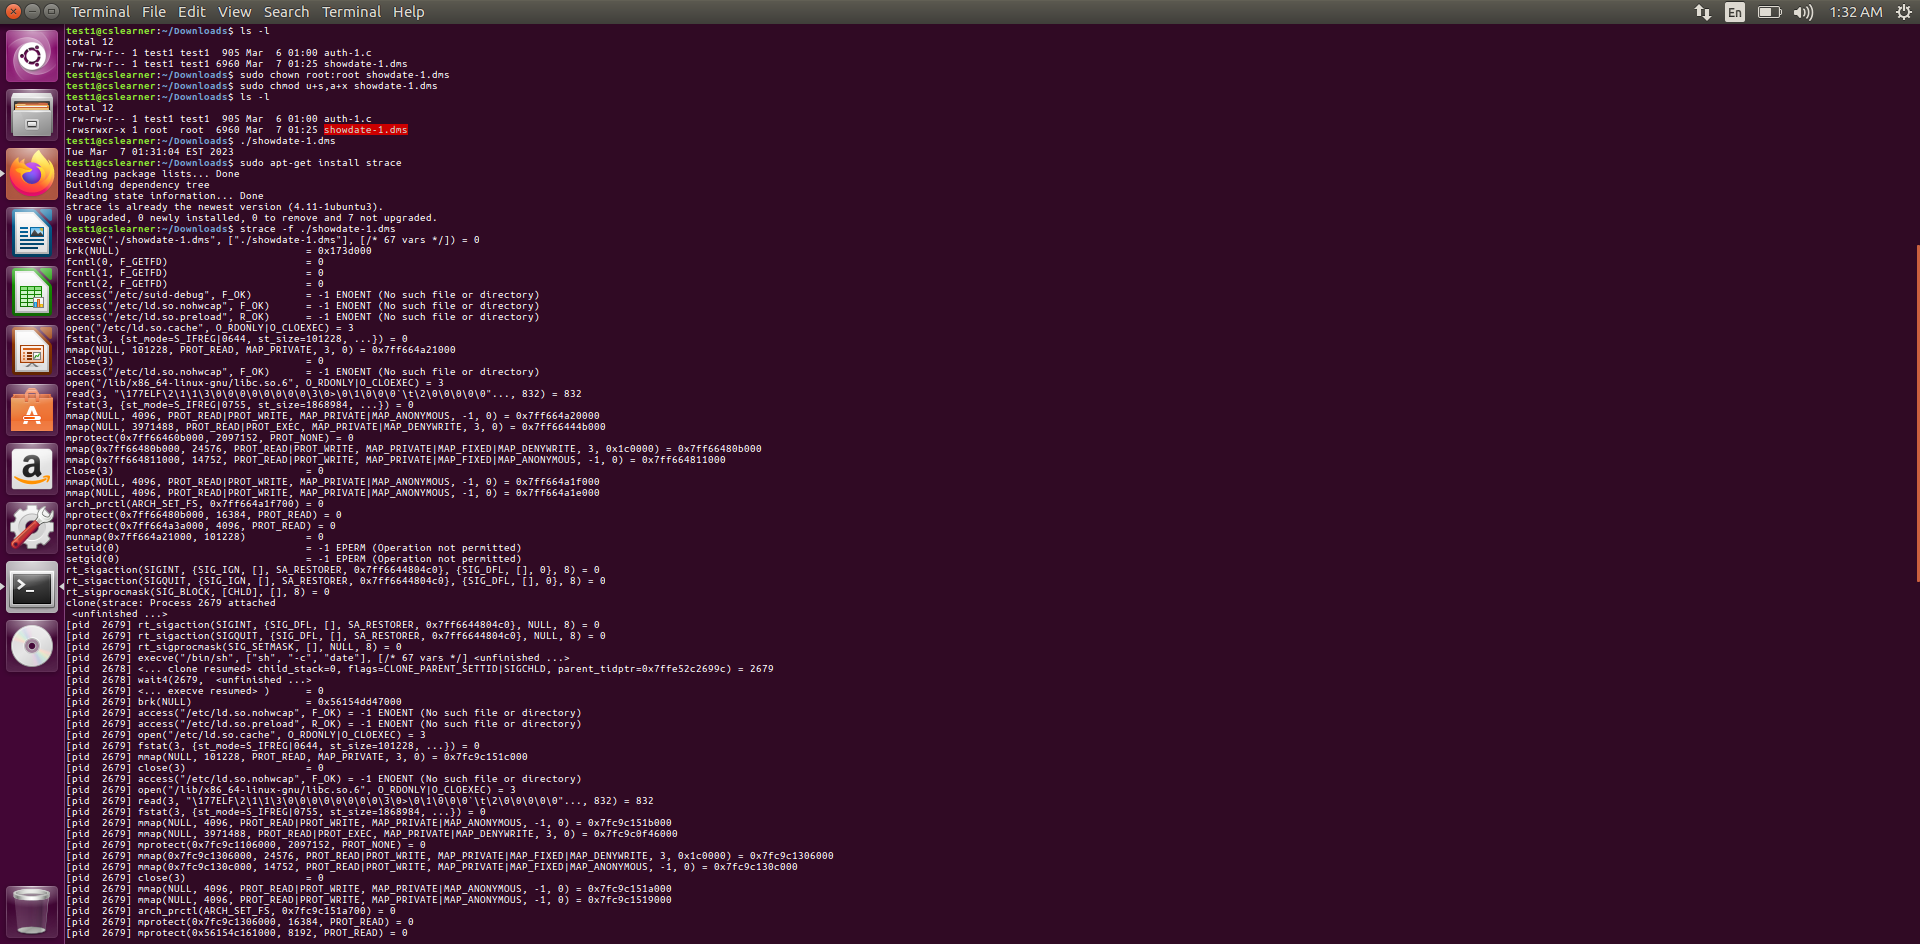 Terminal File Edit View Search Terminal Help En 1:32 AM
test1@cslearner:~/Downloads$ ls -l
total 12
-rw-rw-r-- 1 test1 test1  905 Mar  6 01:00 auth-1.c
-rw-rw-r-- 1 test1 test1 6960 Mar  7 01:25 showdate-1.dms
test1@cslearner:~/Downloads$ sudo chown root:root showdate-1.dms
test1@cslearner:~/Downloads$ sudo chmod u+s,a+x showdate-1.dms
test1@cslearner:~/Downloads$ ls -l
total 12
-rw-rw-r-- 1 test1 test1  905 Mar  6 01:00 auth-1.c
-rwsrwxr-x 1 root  root  6960 Mar  7 01:25 showdate-1.dms
test1@cslearner:~/Downloads$ ./showdate-1.dms
Tue Mar  7 01:31:04 EST 2023
test1@cslearner:~/Downloads$ sudo apt-get install strace
Reading package lists... Done
Building dependency tree
Reading state information... Done
strace is already the newest version (4.11-1ubuntu3).
0 upgraded, 0 newly installed, 0 to remove and 7 not upgraded.
test1@cslearner:~/Downloads$ strace -f ./showdate-1.dms
execve("./showdate-1.dms", ["./showdate-1.dms"], [/* 67 vars */]) = 0
brk(NULL)                               = 0x173d000
fcntl(0, F_GETFD)                       = 0
fcntl(1, F_GETFD)                       = 0
fcntl(2, F_GETFD)                       = 0
access("/etc/suid-debug", F_OK)         = -1 ENOENT (No such file or directory)
access("/etc/ld.so.nohwcap", F_OK)      = -1 ENOENT (No such file or directory)
access("/etc/ld.so.preload", R_OK)      = -1 ENOENT (No such file or directory)
open("/etc/ld.so.cache", O_RDONLY|O_CLOEXEC) = 3
fstat(3, {st_mode=S_IFREG|0644, st_size=101228, ...}) = 0
mmap(NULL, 101228, PROT_READ, MAP_PRIVATE, 3, 0) = 0x7ff664a21000
close(3)                                = 0
access("/etc/ld.so.nohwcap", F_OK)      = -1 ENOENT (No such file or directory)
open("/lib/x86_64-linux-gnu/libc.so.6", O_RDONLY|O_CLOEXEC) = 3
read(3, "\177ELF\2\1\1\3\0\0\0\0\0\0\0\0\3\0>\0\1\0\0\0`\t\2\0\0\0\0\0"..., 832) = 832
fstat(3, {st_mode=S_IFREG|0755, st_size=1868984, ...}) = 0
mmap(NULL, 4096, PROT_READ|PROT_WRITE, MAP_PRIVATE|MAP_ANONYMOUS, -1, 0) = 0x7ff664a20000
mmap(NULL, 3971488, PROT_READ|PROT_EXEC, MAP_PRIVATE|MAP_DENYWRITE, 3, 0) = 0x7ff66444b000
mprotect(0x7ff66460b000, 2097152, PROT_NONE) = 0
mmap(0x7ff66480b000, 24576, PROT_READ|PROT_WRITE, MAP_PRIVATE|MAP_FIXED|MAP_DENYWRITE, 3, 0x1c0000) = 0x7ff66480b000
mmap(0x7ff664811000, 14752, PROT_READ|PROT_WRITE, MAP_PRIVATE|MAP_FIXED|MAP_ANONYMOUS, -1, 0) = 0x7ff664811000
close(3)                                = 0
mmap(NULL, 4096, PROT_READ|PROT_WRITE, MAP_PRIVATE|MAP_ANONYMOUS, -1, 0) = 0x7ff664a1f000
mmap(NULL, 4096, PROT_READ|PROT_WRITE, MAP_PRIVATE|MAP_ANONYMOUS, -1, 0) = 0x7ff664a1e000
arch_prctl(ARCH_SET_FS, 0x7ff664a1f700) = 0
mprotect(0x7ff66480b000, 16384, PROT_READ) = 0
mprotect(0x7ff664a3a000, 4096, PROT_READ) = 0
munmap(0x7ff664a21000, 101228)          = 0
setuid(0)                               = -1 EPERM (Operation not permitted)
setgid(0)                               = -1 EPERM (Operation not permitted)
rt_sigaction(SIGINT, {SIG_IGN, [], SA_RESTORER, 0x7ff6644804c0}, {SIG_DFL, [], 0}, 8) = 0
rt_sigaction(SIGQUIT, {SIG_IGN, [], SA_RESTORER, 0x7ff6644804c0}, {SIG_DFL, [], 0}, 8) = 0
rt_sigprocmask(SIG_BLOCK, [CHLD], [], 8) = 0
clone(strace: Process 2679 attached
 <unfinished ...>
[pid  2679] rt_sigaction(SIGINT, {SIG_DFL, [], SA_RESTORER, 0x7ff6644804c0}, NULL, 8) = 0
[pid  2679] rt_sigaction(SIGQUIT, {SIG_DFL, [], SA_RESTORER, 0x7ff6644804c0}, NULL, 8) = 0
[pid  2679] rt_sigprocmask(SIG_SETMASK, [], NULL, 8) = 0
[pid  2679] execve("/bin/sh", ["sh", "-c", "date"], [/* 67 vars */] <unfinished ...>
[pid  2678] <... clone resumed> child_stack=0, flags=CLONE_PARENT_SETTID|SIGCHLD, parent_tidptr=0x7ffe52c2699c) = 2679
[pid  2678] wait4(2679,  <unfinished ...>
[pid  2679] <... execve resumed> )      = 0
[pid  2679] brk(NULL)                   = 0x56154dd47000
[pid  2679] access("/etc/ld.so.nohwcap", F_OK) = -1 ENOENT (No such file or directory)
[pid  2679] access("/etc/ld.so.preload", R_OK) = -1 ENOENT (No such file or directory)
[pid  2679] open("/etc/ld.so.cache", O_RDONLY|O_CLOEXEC) = 3
[pid  2679] fstat(3, {st_mode=S_IFREG|0644, st_size=101228, ...}) = 0
[pid  2679] mmap(NULL, 101228, PROT_READ, MAP_PRIVATE, 3, 0) = 0x7fc9c151c000
[pid  2679] close(3)                    = 0
[pid  2679] access("/etc/ld.so.nohwcap", F_OK) = -1 ENOENT (No such file or directory)
[pid  2679] open("/lib/x86_64-linux-gnu/libc.so.6", O_RDONLY|O_CLOEXEC) = 3
[pid  2679] read(3, "\177ELF\2\1\1\3\0\0\0\0\0\0\0\0\3\0>\0\1\0\0\0`\t\2\0\0\0\0\0"..., 832) = 832
[pid  2679] fstat(3, {st_mode=S_IFREG|0755, st_size=1868984, ...}) = 0
[pid  2679] mmap(NULL, 4096, PROT_READ|PROT_WRITE, MAP_PRIVATE|MAP_ANONYMOUS, -1, 0) = 0x7fc9c151b000
[pid  2679] mmap(NULL, 3971488, PROT_READ|PROT_EXEC, MAP_PRIVATE|MAP_DENYWRITE, 3, 0) = 0x7fc9c0f46000
[pid  2679] mprotect(0x7fc9c1106000, 2097152, PROT_NONE) = 0
[pid  2679] mmap(0x7fc9c1306000, 24576, PROT_READ|PROT_WRITE, MAP_PRIVATE|MAP_FIXED|MAP_DENYWRITE, 3, 0x1c0000) = 0x7fc9c1306000
[pid  2679] mmap(0x7fc9c130c000, 14752, PROT_READ|PROT_WRITE, MAP_PRIVATE|MAP_FIXED|MAP_ANONYMOUS, -1, 0) = 0x7fc9c130c000
[pid  2679] close(3)                    = 0
[pid  2679] mmap(NULL, 4096, PROT_READ|PROT_WRITE, MAP_PRIVATE|MAP_ANONYMOUS, -1, 0) = 0x7fc9c151a000
[pid  2679] mmap(NULL, 4096, PROT_READ|PROT_WRITE, MAP_PRIVATE|MAP_ANONYMOUS, -1, 0) = 0x7fc9c1519000
[pid  2679] arch_prctl(ARCH_SET_FS, 0x7fc9c151a700) = 0
[pid  2679] mprotect(0x7fc9c1306000, 16384, PROT_READ) = 0
[pid  2679] mprotect(0x56154c161000, 8192, PROT_READ) = 0